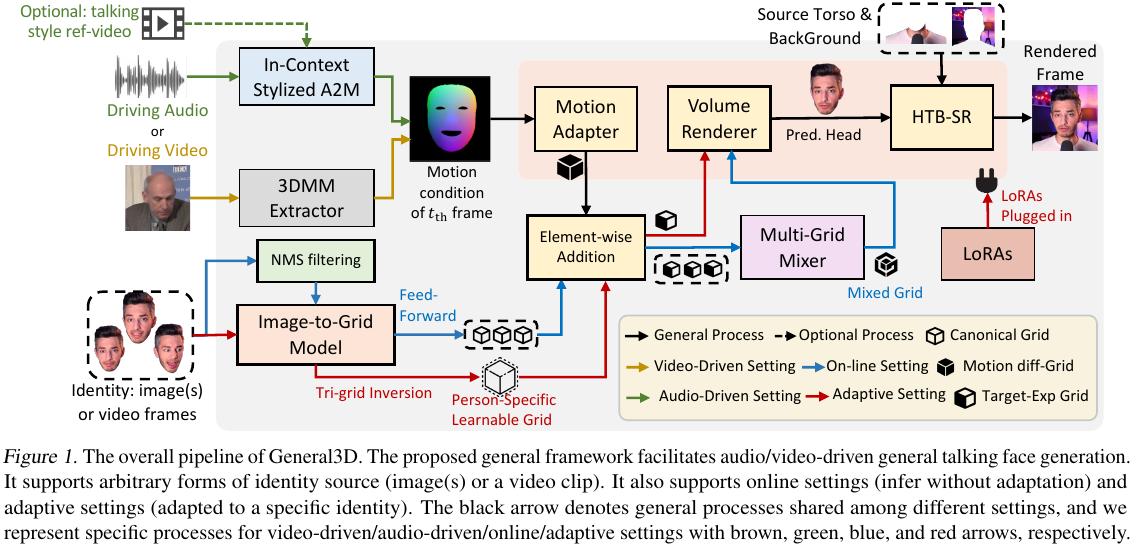 Optional: talking
style ref-video
Source Torso &
BackGround
Rendered
Frame
In-Context
Stylized A2M
Driving Audio
or
Driving Video
3DMM
Extractor
Motion
condition
of tth frame
Motion
Adapter
Volume
Renderer
Pred. Head
HTB-SR
LoRAs
Plugged in
LoRAs
Element-wise
Addition
Multi-Grid
Mixer
Mixed Grid
NMS filtering
Image-to-Grid
Model
Feed-
Forward
Identity: image(s)
or video frames
Tri-grid Inversion
Person-Specific
Learnable Grid
General Process
Optional Process
Canonical Grid
Video-Driven Setting
On-line Setting
Motion diff-Grid
Audio-Driven Setting
Adaptive Setting
Target-Exp Grid
Figure 1. The overall pipeline of General3D. The proposed general framework facilitates audio/video-driven general talking face generation.
It supports arbitrary forms of identity source (image(s) or a video clip). It also supports online settings (infer without adaptation) and
adaptive settings (adapted to a specific identity). The black arrow denotes general processes shared among different settings, and we
represent specific processes for video-driven/audio-driven/online/adaptive settings with brown, green, blue, and red arrows, respectively.